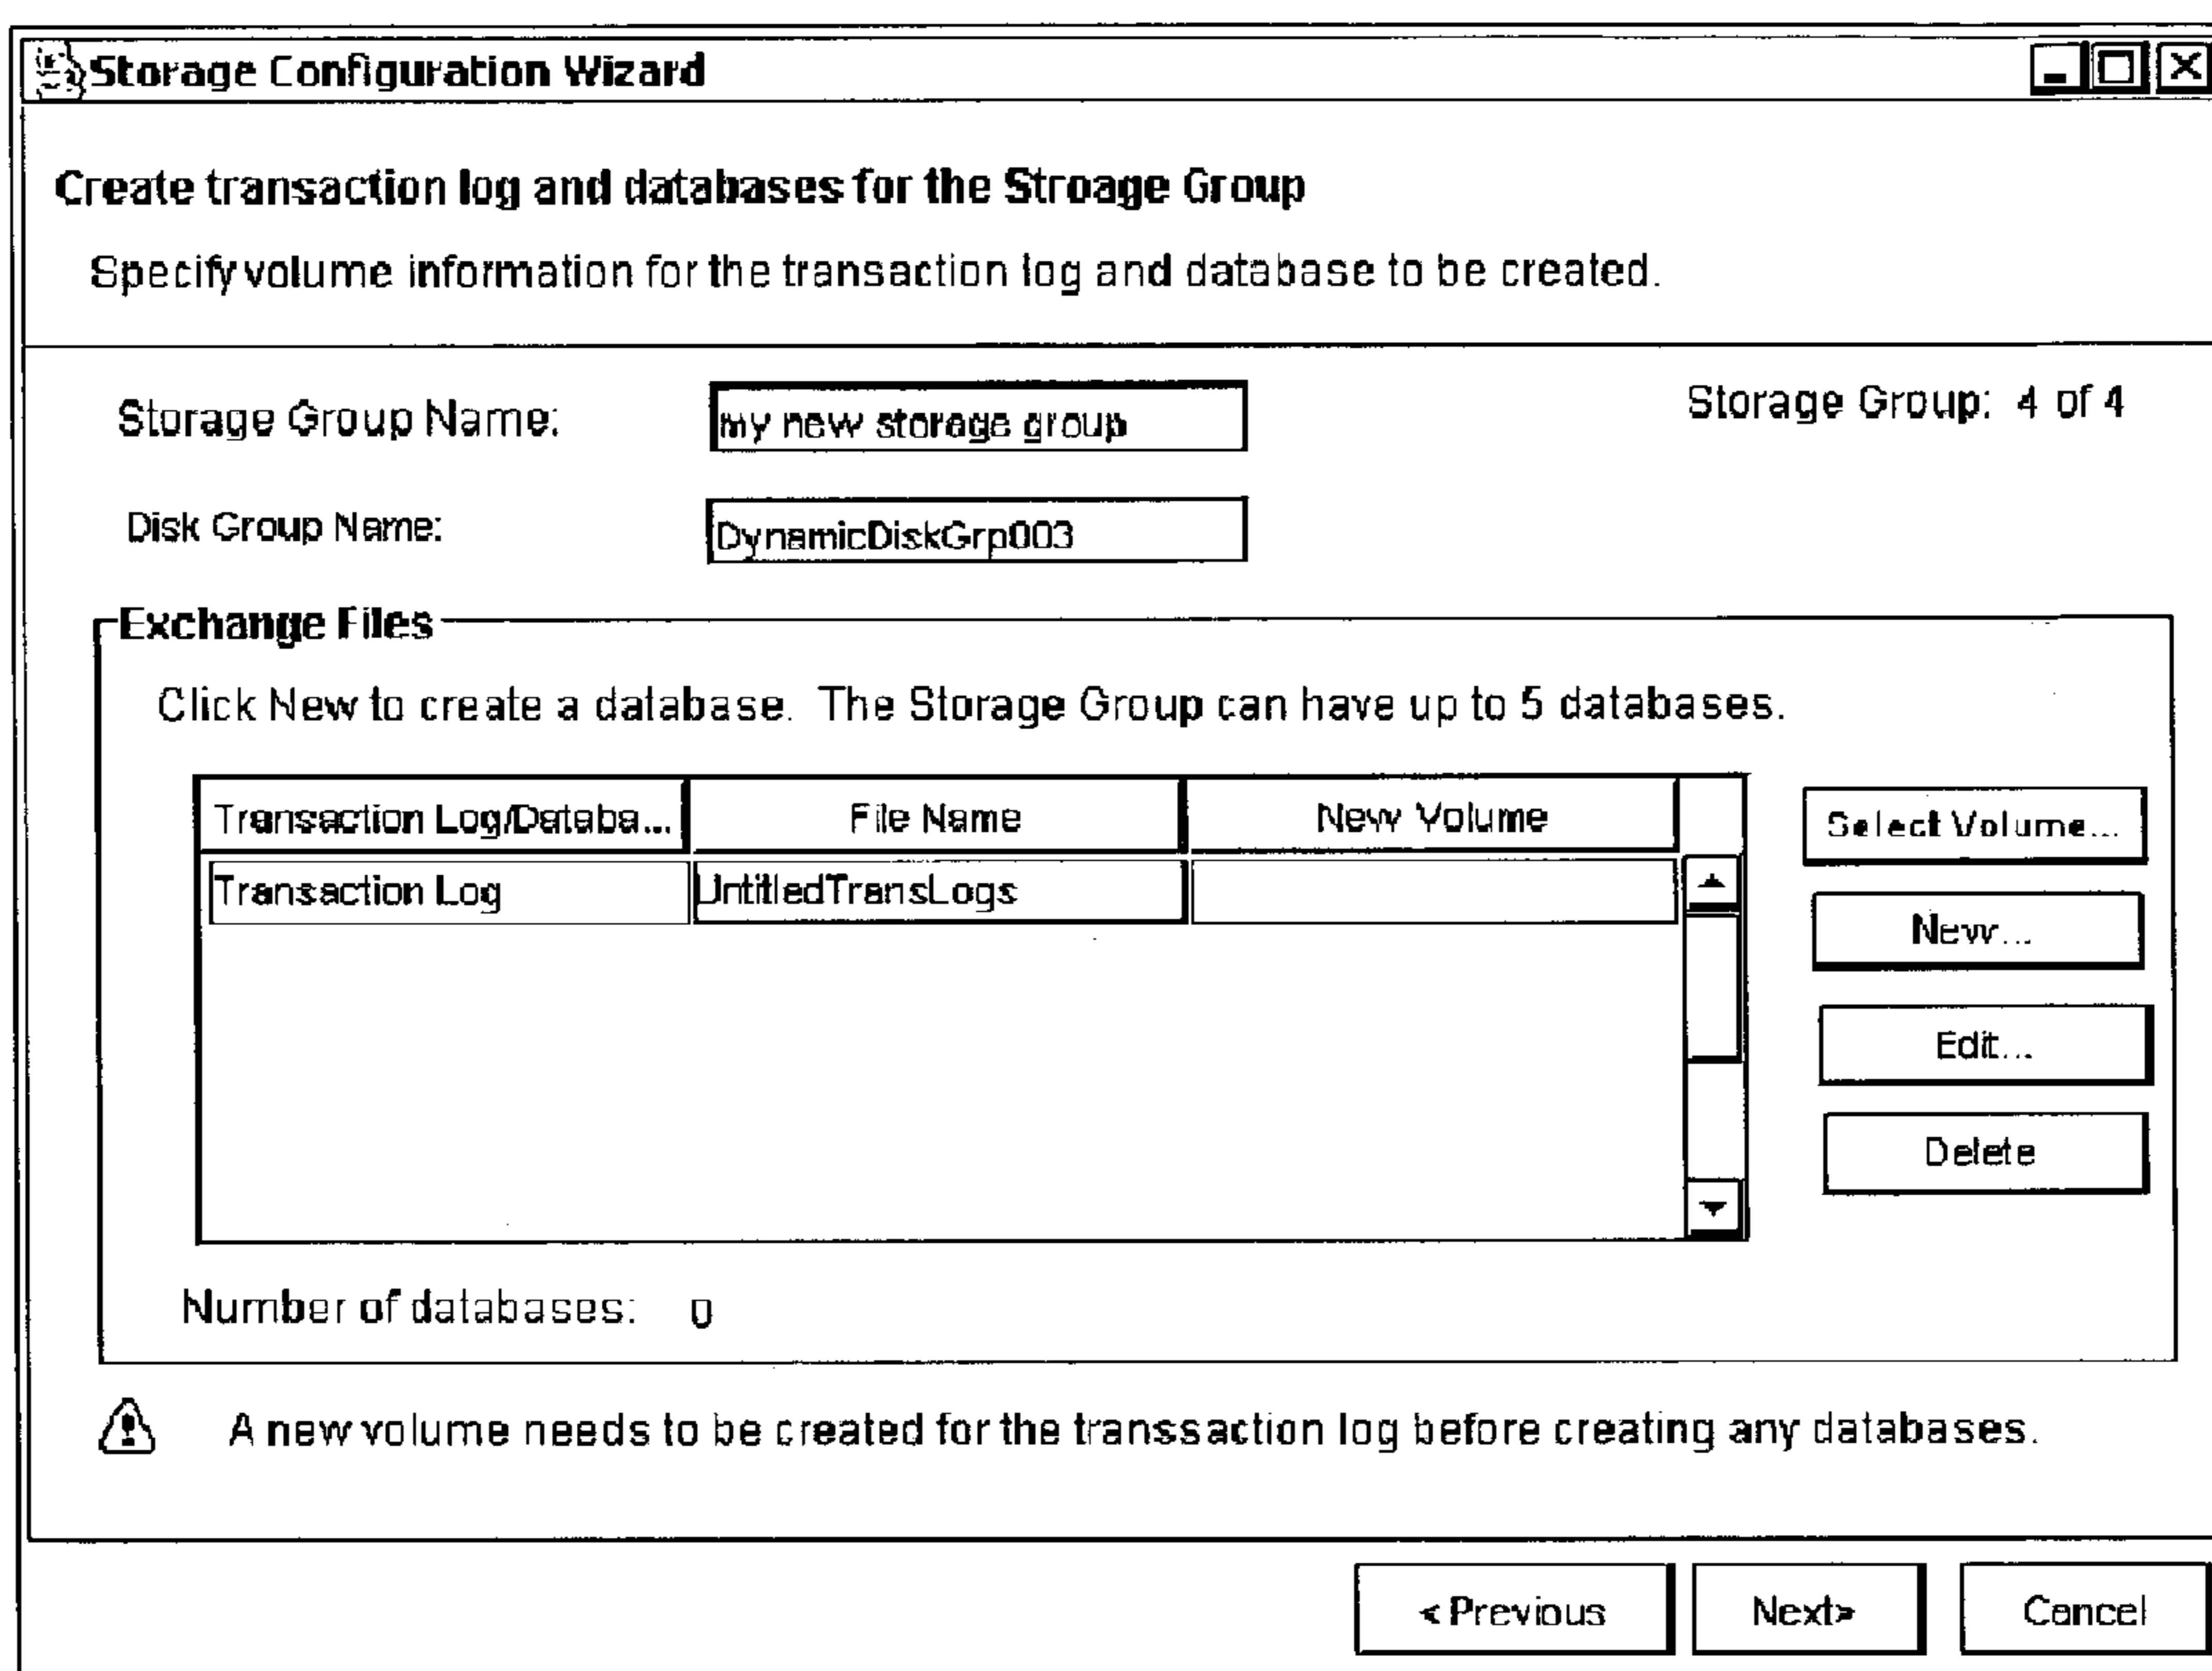 Storage Configuration Wizard
Create transaction log and databases for the Stroage Group
Specify volume information for the transaction log and database to be created.
Storage Group Name: my new storage group Storage Group: 4 of 4
Disk Group Name: DynamicDiskGrp003
Exchange Files
Click New to create a database. The Storage Group can have up to 5 databases.
Transaction Log/Databa... File Name New Volume Select Volume...
Transaction Log UntitledTransLogs
New...
Edit...
Delete
Number of databases: 0
A new volume needs to be created for the transsaction log before creating any databases.
< Previous Next> Cancel